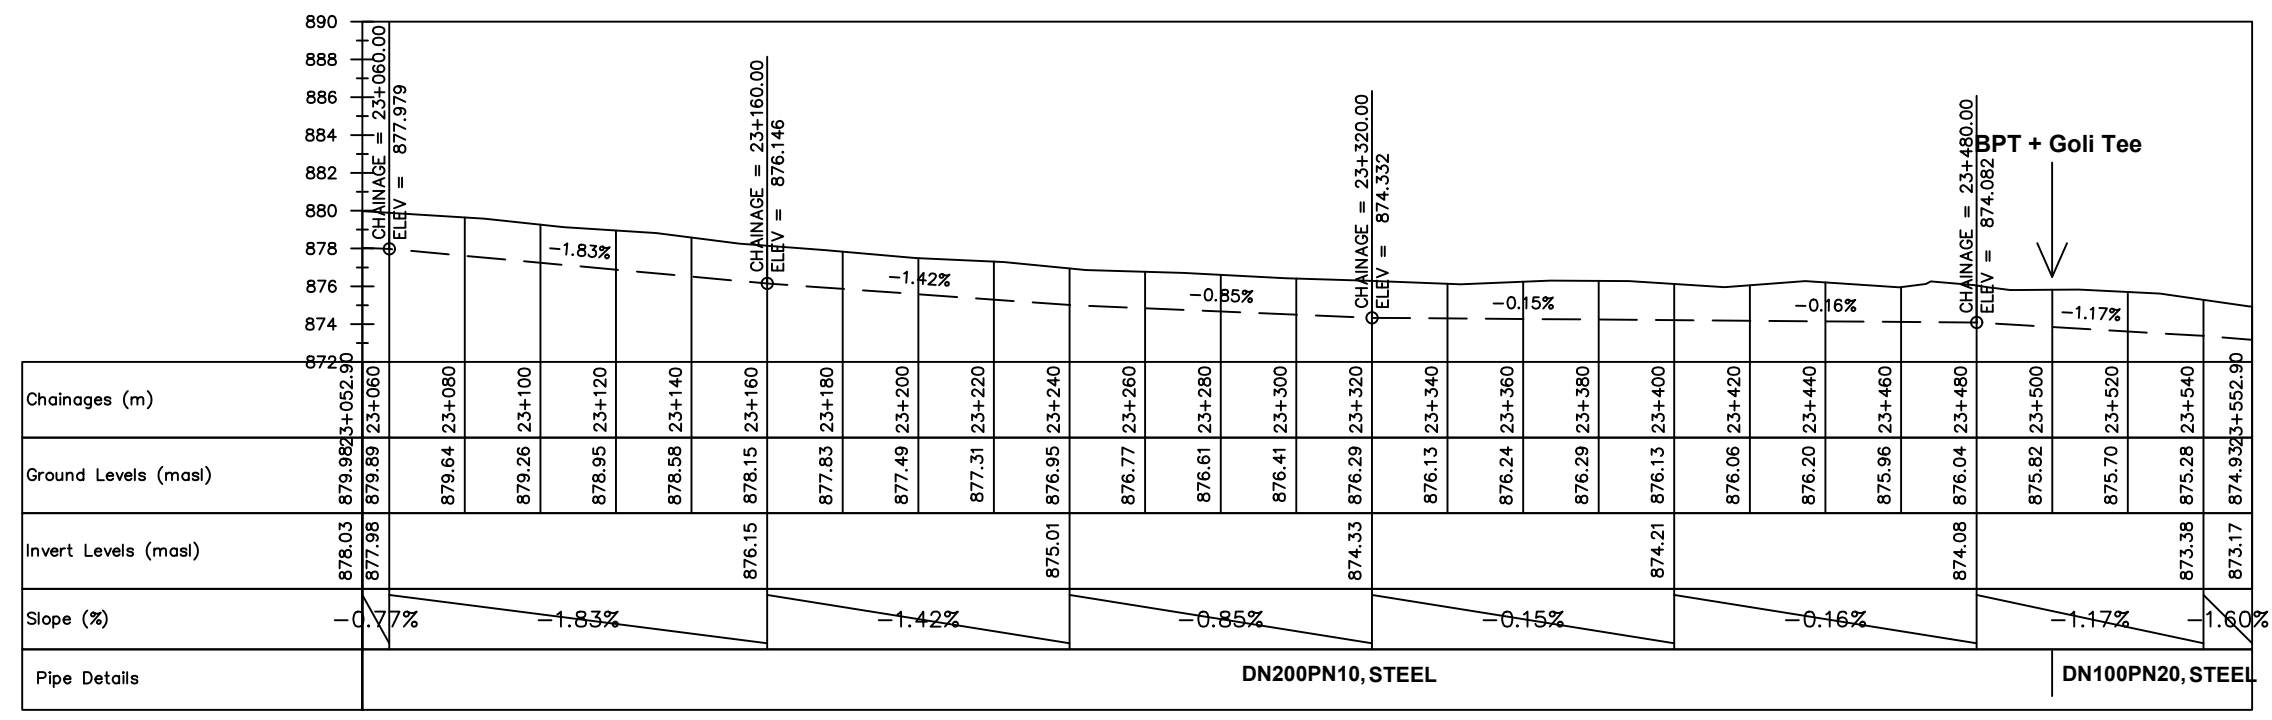 890
888
886
884
882
880
878
876
874
872
CHAINAGE = 23+060.00
ELEV = 877.979
CHAINAGE = 23+160.00
ELEV = 876.146
CHAINAGE = 23+320.00
ELEV = 874.332
CHAINAGE = 23+480.00
ELEV = 874.082
BPT + Goli Tee
-1.83%
-1.42%
-0.85%
-0.15%
-0.16%
-1.17%
Chainages (m) 23+052.90 23+060 23+080 23+100 23+120 23+140 23+160 23+180 23+200 23+220 23+240 23+260 23+280 23+300 23+320 23+340 23+360 23+380 23+400 23+420 23+440 23+460 23+480 23+500 23+520 23+540 23+552.90
Ground Levels (masl) 879.98 879.89 879.64 879.26 878.95 878.58 878.15 877.83 877.49 877.31 876.95 876.77 876.61 876.41 876.29 876.13 876.24 876.29 876.13 876.06 876.20 875.96 876.04 875.82 875.70 875.28 874.93
Invert Levels (masl) 878.03 877.98 876.15 875.01 874.33 874.21 874.08 873.38 873.17
Slope (%) -0.77% -1.83% -1.42% -0.85% -0.15% -0.16% -1.17% -1.60%
Pipe Details DN200PN10, STEEL DN100PN20, STEEL